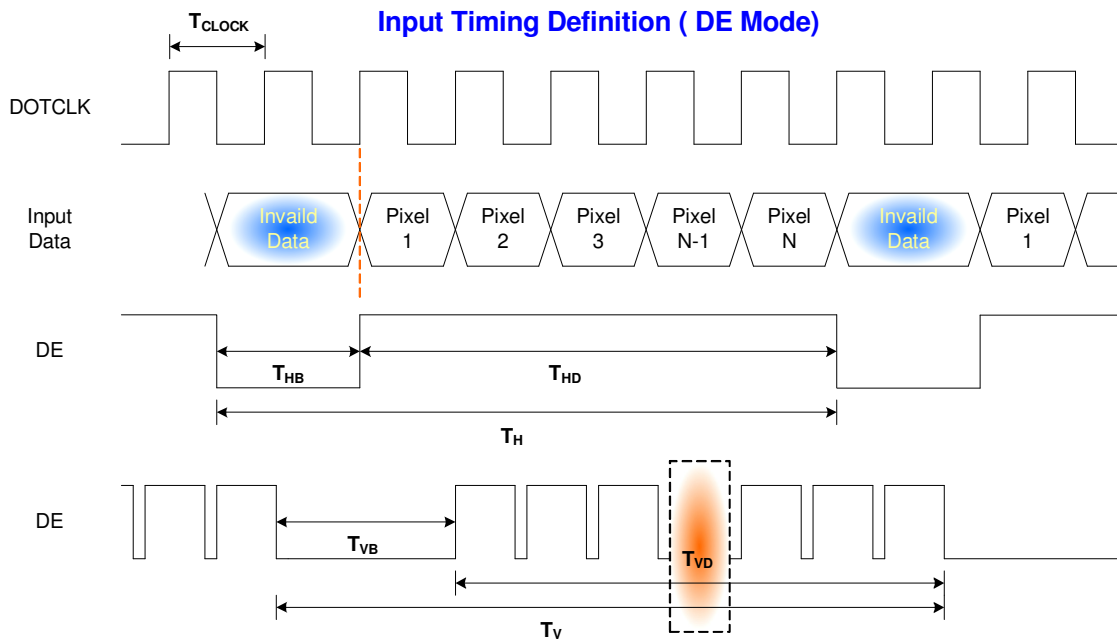 Input Timing Definition ( DE Mode)
TCLOCK
DOTCLK
Input
Data
Invaild
Data
Pixel
1
Pixel
2
Pixel
3
Pixel
N-1
Pixel
N
Invaild
Data
Pixel
1
DE
THB
THD
TH
DE
TVB
TVD
TV